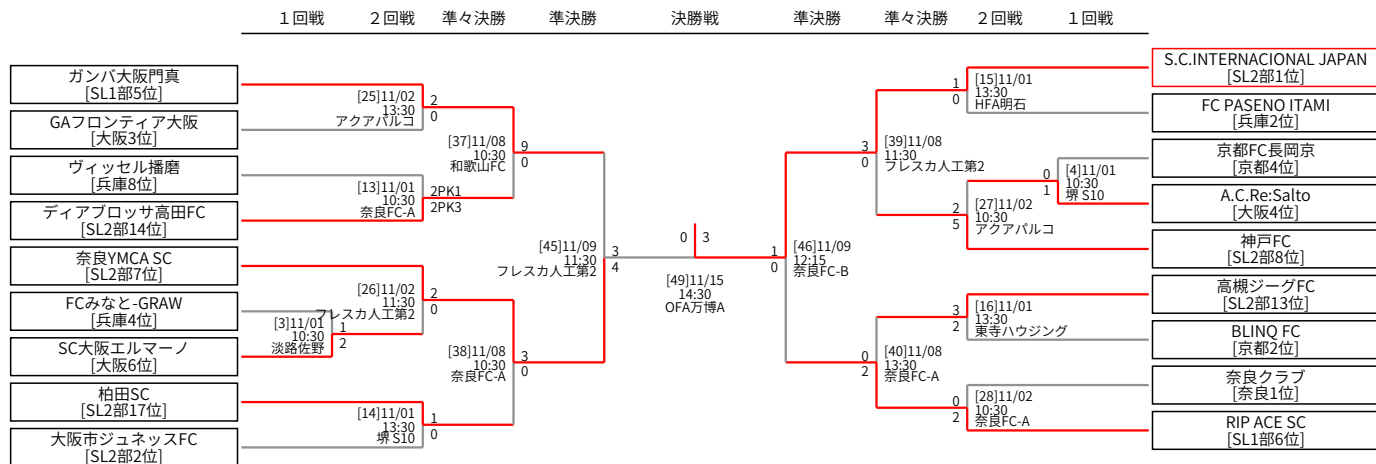 １回戦 ２回戦 準々決勝 準決勝 決勝戦 準決勝 準々決勝 ２回戦 １回戦
ガンバ大阪門真
[SL1部5位]
GAフロンティア大阪
[大阪3位]
ヴィッセル播磨
[兵庫8位]
ディアブロッサ高田FC
[SL2部14位]
奈良YMCA SC
[SL2部7位]
FCみなと-GRAW
[兵庫4位]
SC大阪エルマーノ
[大阪6位]
柏田SC
[SL2部17位]
大阪市ジュネッスFC
[SL2部2位]
[3]11/01
10:30
淡路佐野
1
2
[25]11/02
13:30
アクアパルコ
2
0
[13]11/01
10:30
奈良FC-A
2PK1
2PK3
[26]11/02
11:30
フレスカ人工第2
2
0
[14]11/01
13:30
堺 S10
1
0
[37]11/08
10:30
和歌山FC
9
0
[38]11/08
10:30
奈良FC-A
3
0
[45]11/09
11:30
フレスカ人工第2
3
4
0 3
[49]11/15
14:30
OFA万博A
1
0
[46]11/09
12:15
奈良FC-B
3
0
[39]11/08
11:30
フレスカ人工第2
0
2
[40]11/08
13:30
奈良FC-A
1
0
[15]11/01
13:30
HFA明石
2
5
[27]11/02
10:30
アクアパルコ
3
2
[16]11/01
13:30
東寺ハウジング
0
2
[28]11/02
10:30
奈良FC-A
0
1
[4]11/01
10:30
堺 S10
S.C.INTERNACIONAL JAPAN
[SL2部1位]
FC PASENO ITAMI
[兵庫2位]
京都FC長岡京
[京都4位]
A.C.Re:Salto
[大阪4位]
神戸FC
[SL2部8位]
高槻ジーグFC
[SL2部13位]
BLINQ FC
[京都2位]
奈良クラブ
[奈良1位]
RIP ACE SC
[SL1部6位]